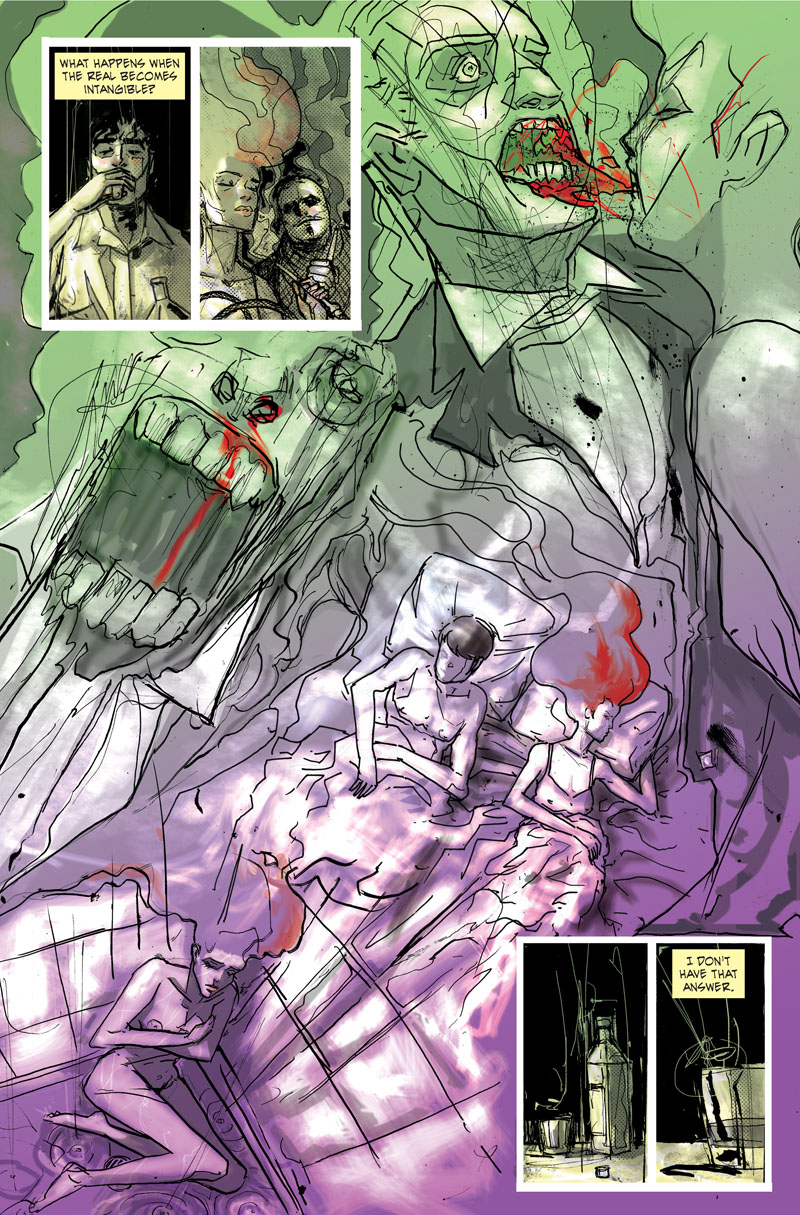 WHAT HAPPENS WHEN
THE REAL BECOMES
INTANGIBLE?
I DON'T
HAVE THAT
ANSWER.